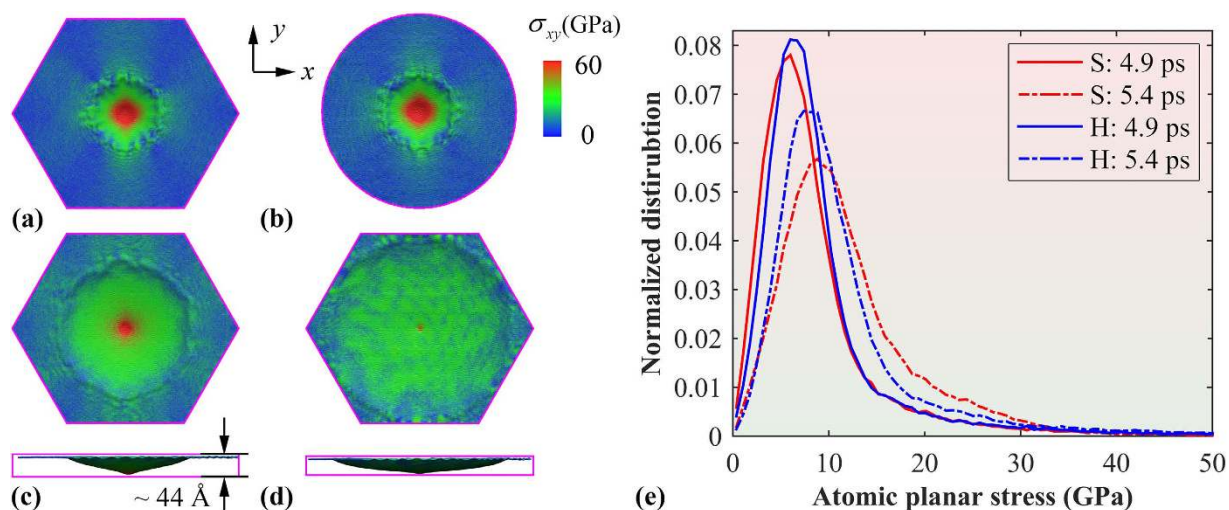 σxy(GPa)
60
0
y
x
(a)
(b)
(c)
~ 44 Å
(d)
(e)
Normalized distirubtion
0.08
0.07
0.06
0.05
0.04
0.03
0.02
0.01
0
0 10 20 30 40 50
Atomic planar stress (GPa)
S: 4.9 ps
S: 5.4 ps
H: 4.9 ps
H: 5.4 ps